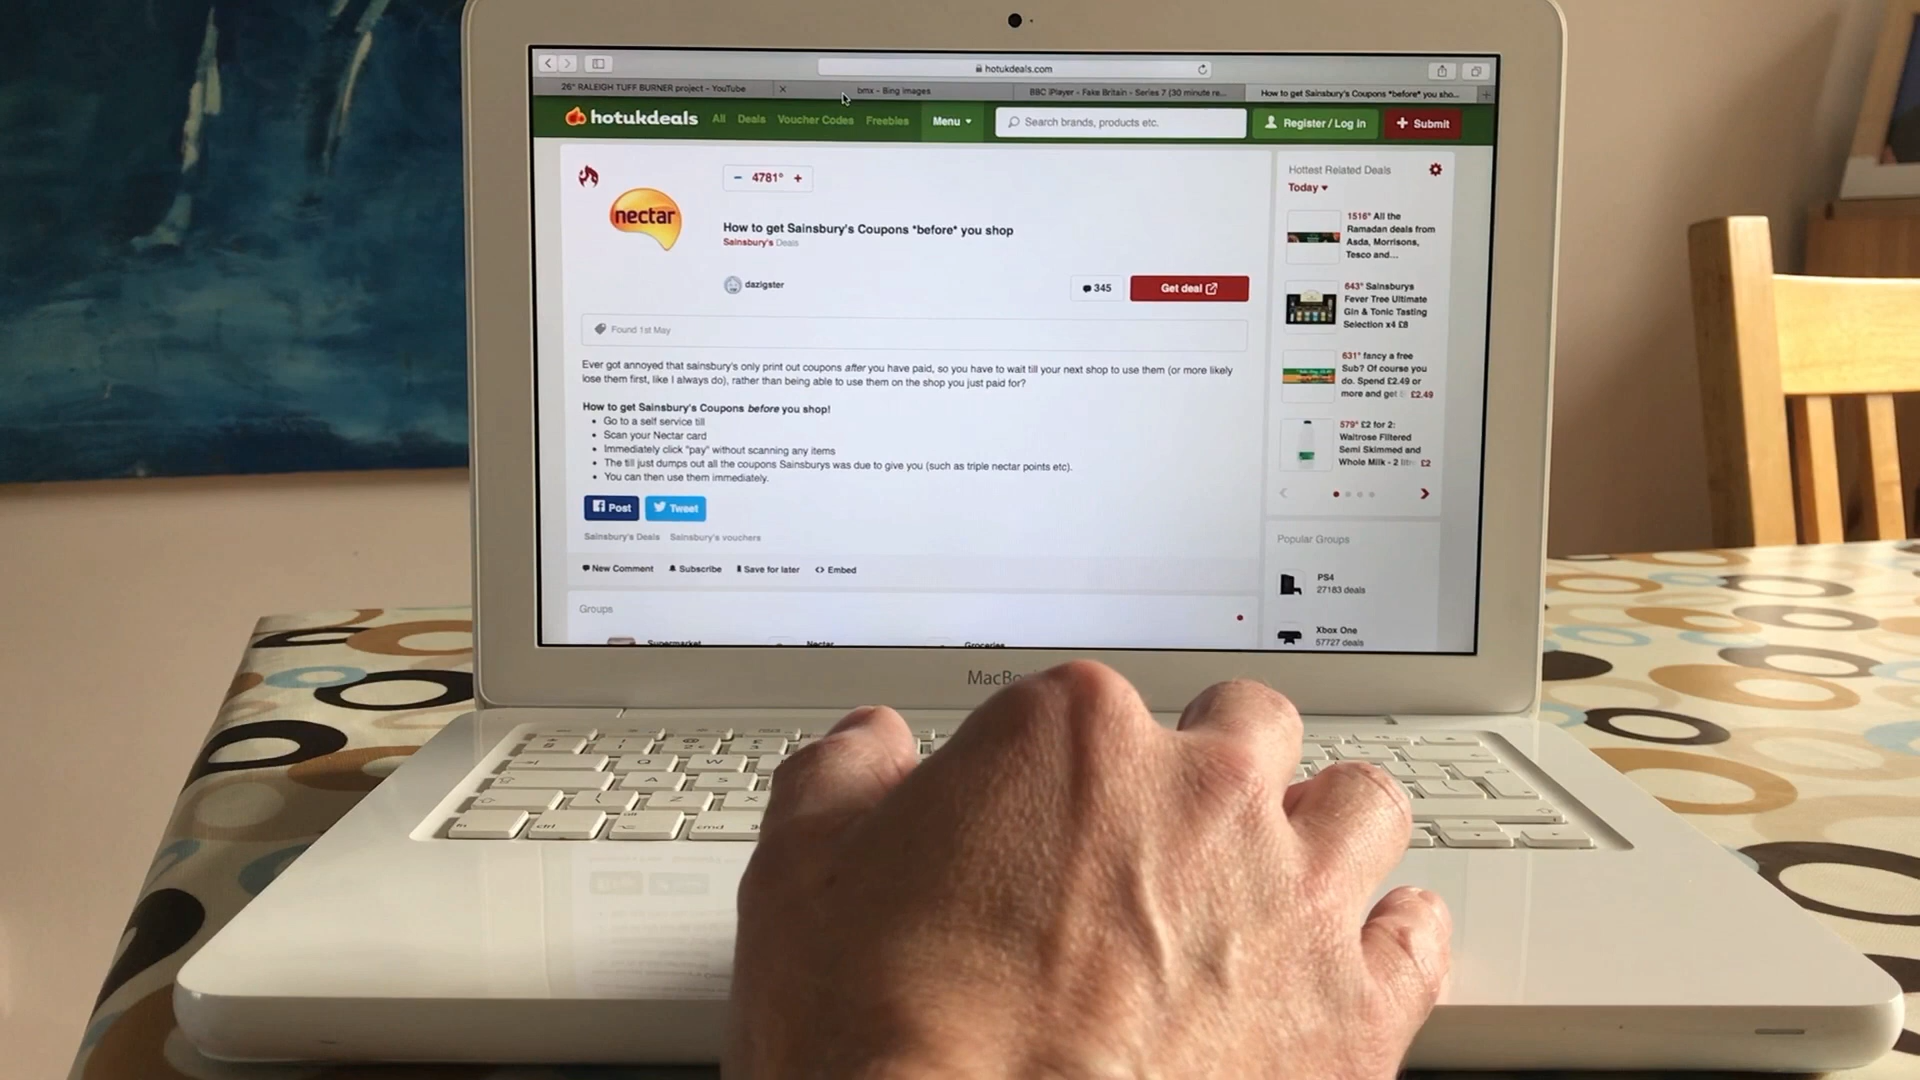 hotukdeals.com
26" RALEIGH TUFF BURNER project - YouTube
bmx - Bing images
BBC iPlayer - Fake Britain - Series 7 (30 minute re...
How to get Sainsbury's Coupons *before* you sho...
hotukdeals All Deals Voucher Codes Freebies Menu
Search brands, products etc.
Register / Log in
+ Submit
nectar
− 4781° +
How to get Sainsbury's Coupons *before* you shop
Sainsbury's Deals
dazigster
345
Get deal
Found 1st May
Ever got annoyed that sainsbury's only print out coupons after you have paid, so you have to wait till your next shop to use them (or more likely
lose them first, like I always do), rather than being able to use them on the shop you just paid for?
How to get Sainsbury's Coupons before you shop!
• Go to a self service till
• Scan your Nectar card
• Immediately click "pay" without scanning any items
• The till just dumps out all the coupons Sainsburys was due to give you (such as triple nectar points etc).
• You can then use them immediately.
Post
Tweet
Sainsbury's Deals Sainsbury's vouchers
New Comment Subscribe Save for later <> Embed
Groups
Supermarket Nectar Groceries
Hottest Related Deals
Today
1516° All the
Ramadan deals from
Asda, Morrisons,
Tesco and...
643° Sainsburys
Fever Tree Ultimate
Gin & Tonic Tasting
Selection x4 £8
631° fancy a free
Sub? Of course you
do. Spend £2.49 or
more and get £2.49
579° £2 for 2:
Waitrose Filtered
Semi Skimmed and
Whole Milk - 2 £2
Popular Groups
PS4
27183 deals
Xbox One
57727 deals
MacBo
Q W
A S
Z X
fn ctrl cmd